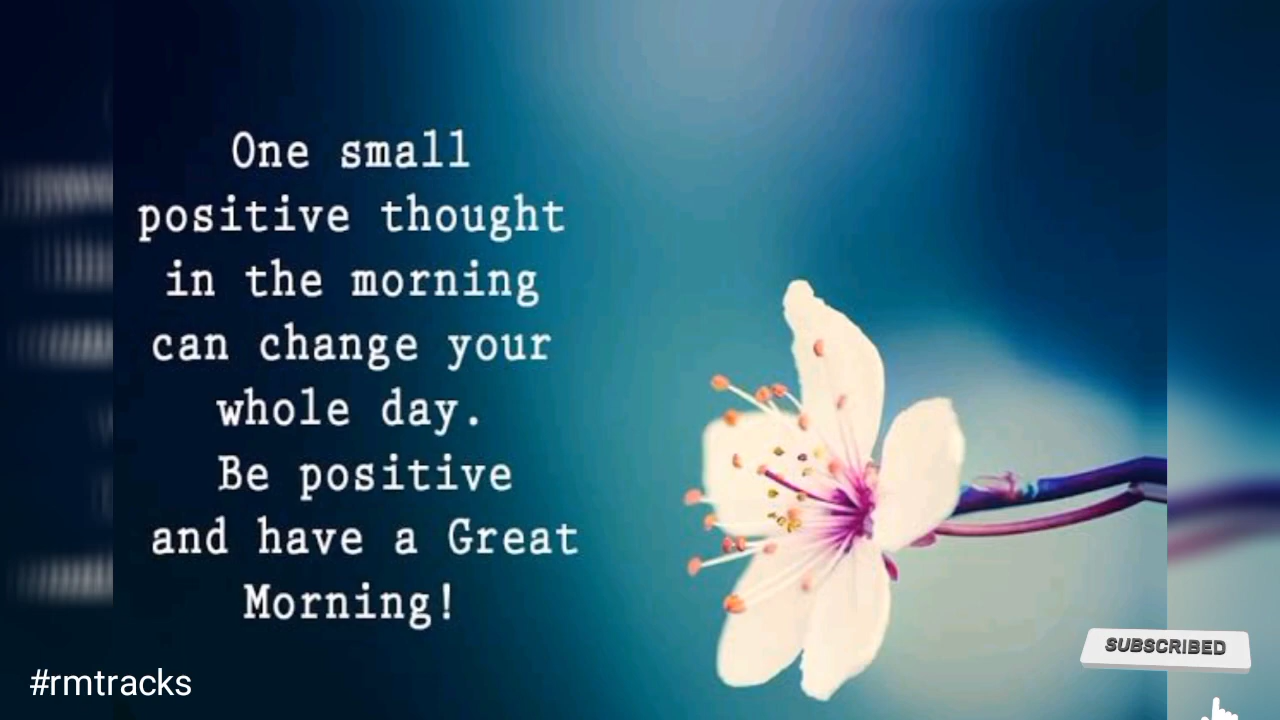 One small
positive thought
in the morning
can change your
whole day.
Be positive
and have a Great
Morning!
#rmtracks
SUBSCRIBED